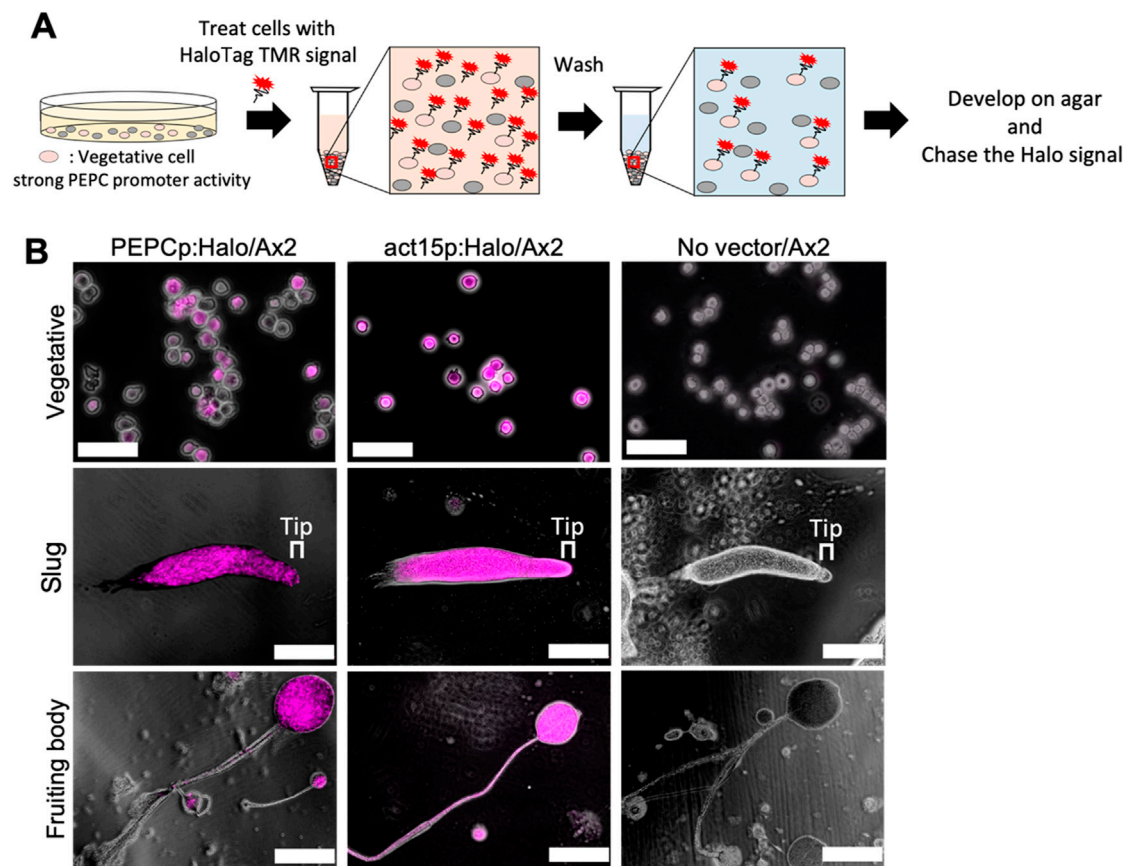 A
Treat cells with
HaloTag TMR signal
Wash
Develop on agar
and
Chase the Halo signal
: Vegetative cell
strong PEPC promoter activity
B
PEPCp:Halo/Ax2
act15p:Halo/Ax2
No vector/Ax2
Vegetative
Slug
Tip
Tip
Tip
Fruiting body